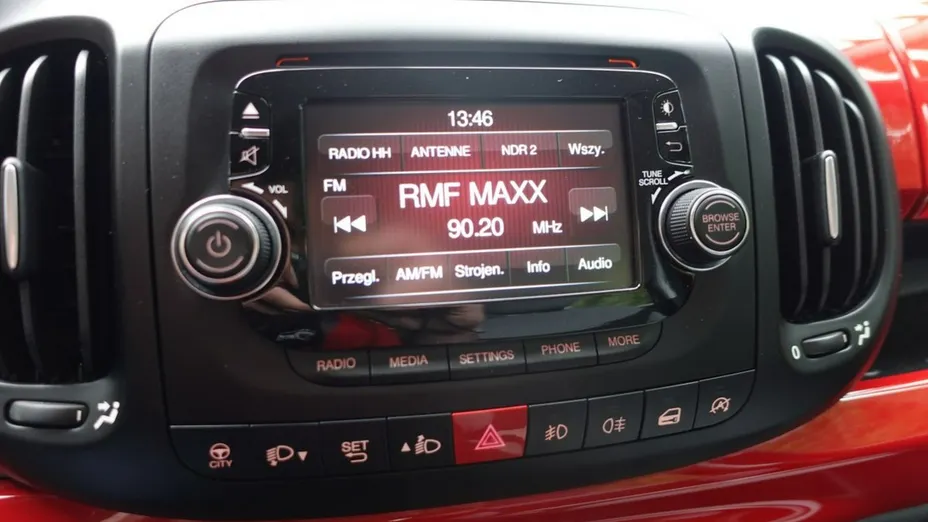 13:46
RADIO HH ANTENNE NDR 2 Wszy.
VOL
FM
RMF MAXX
TUNE
SCROLL
90.20 MHz
BROWSE
ENTER
Przegl. AM/FM Strojen. Info Audio
RADIO MEDIA SETTINGS PHONE MORE
0
CITY
SET